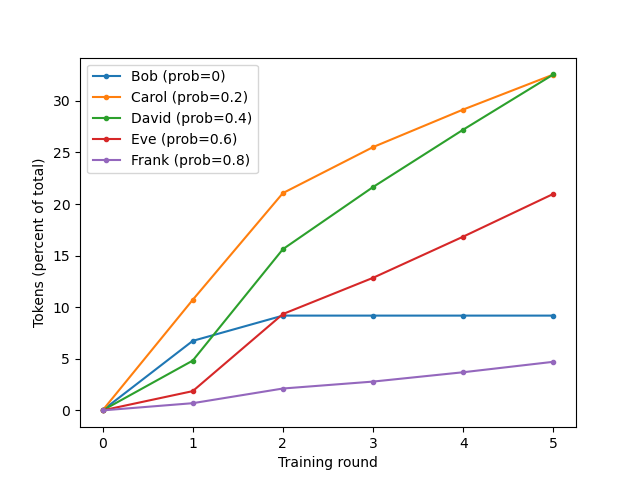 Bob (prob=0)
Carol (prob=0.2)
David (prob=0.4)
Eve (prob=0.6)
Frank (prob=0.8)
Tokens (percent of total)
30
25
20
15
10
5
0
0 1 2 3 4 5
Training round